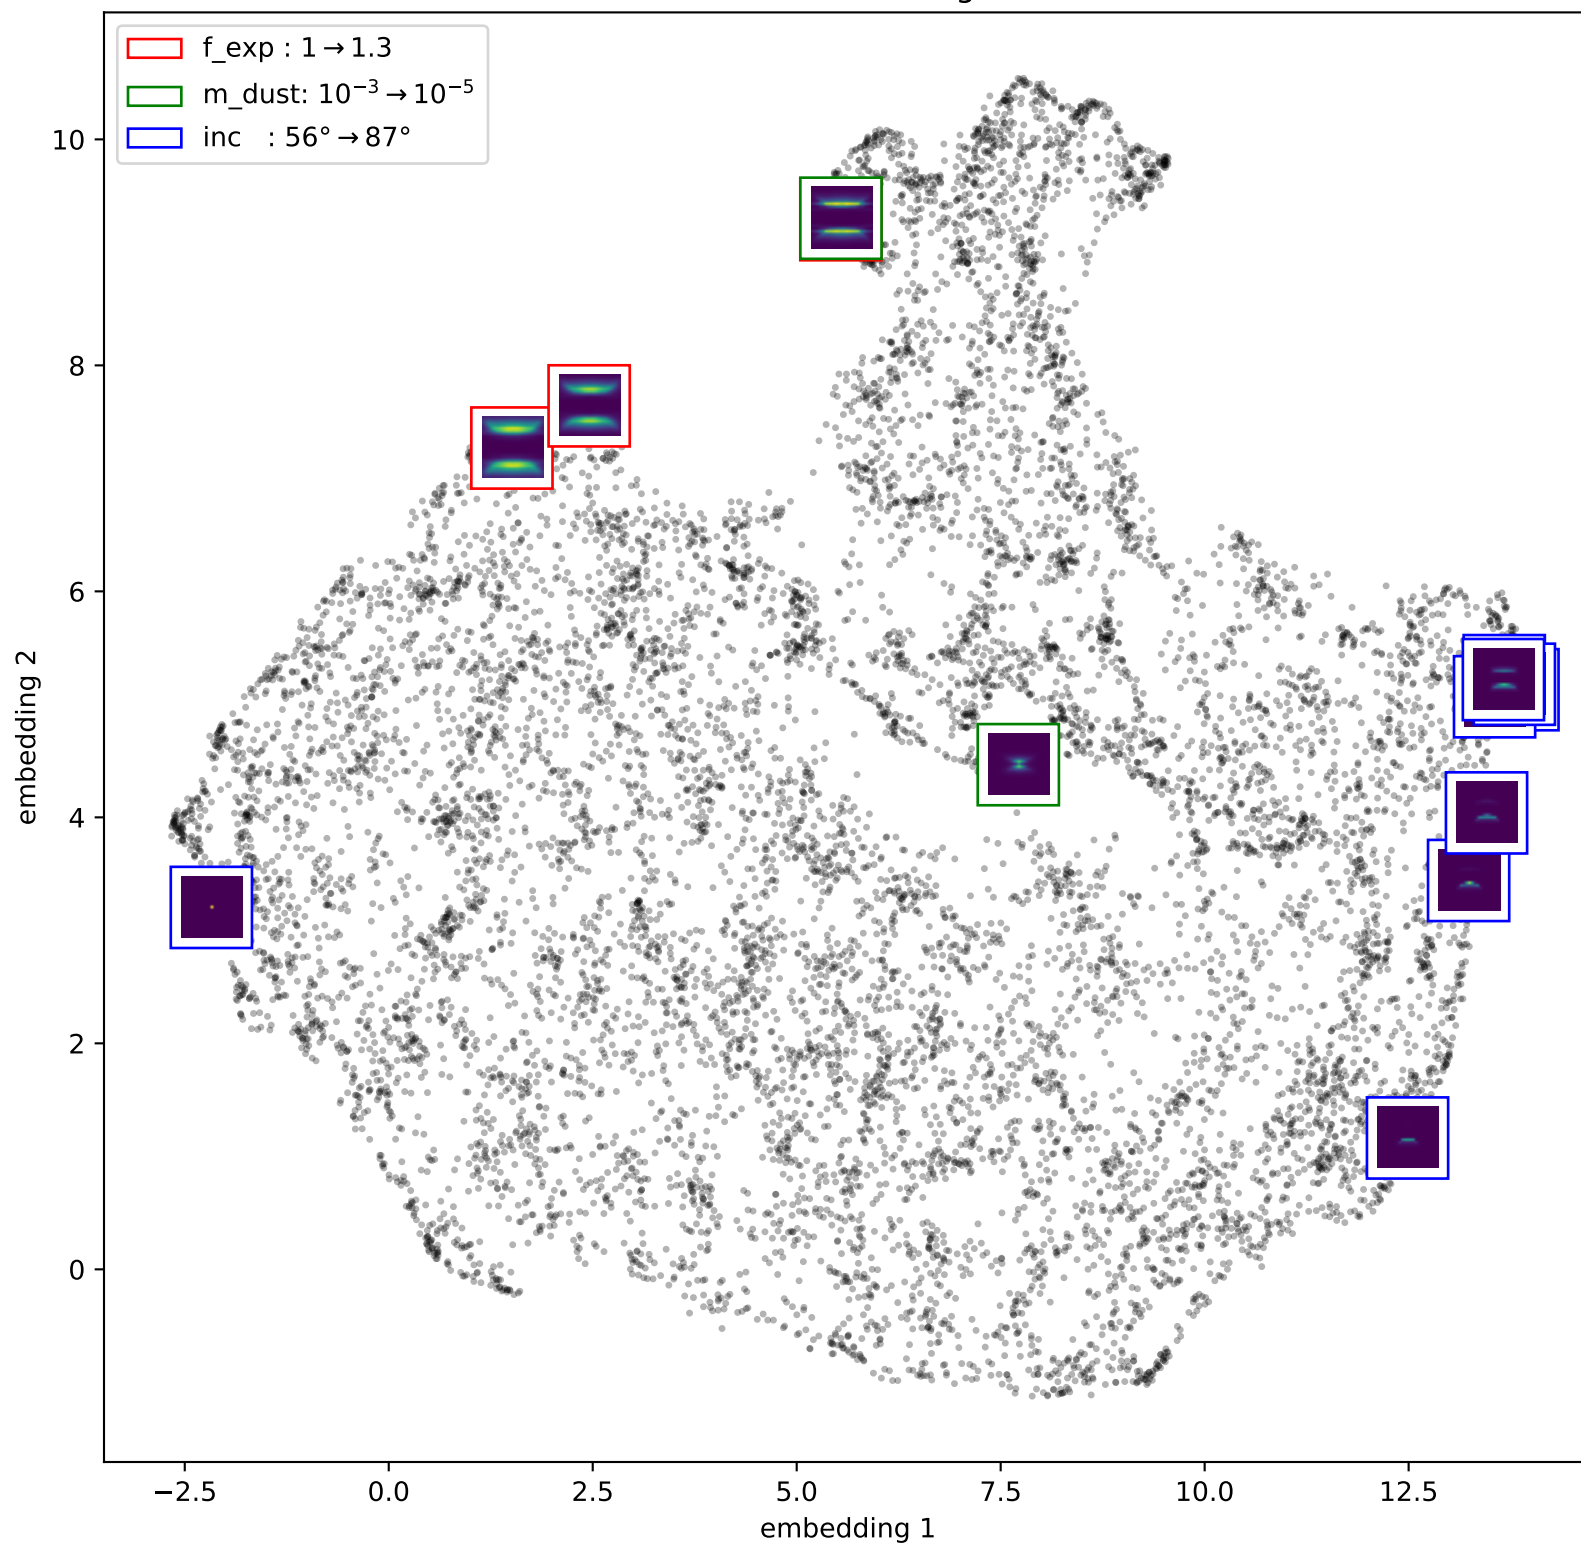 f_exp : 1→1.3
m_dust: 10⁻³→10⁻⁵
inc : 56°→87°
10
8
6
4
2
0
embedding 2
−2.5 0.0 2.5 5.0 7.5 10.0 12.5
embedding 1